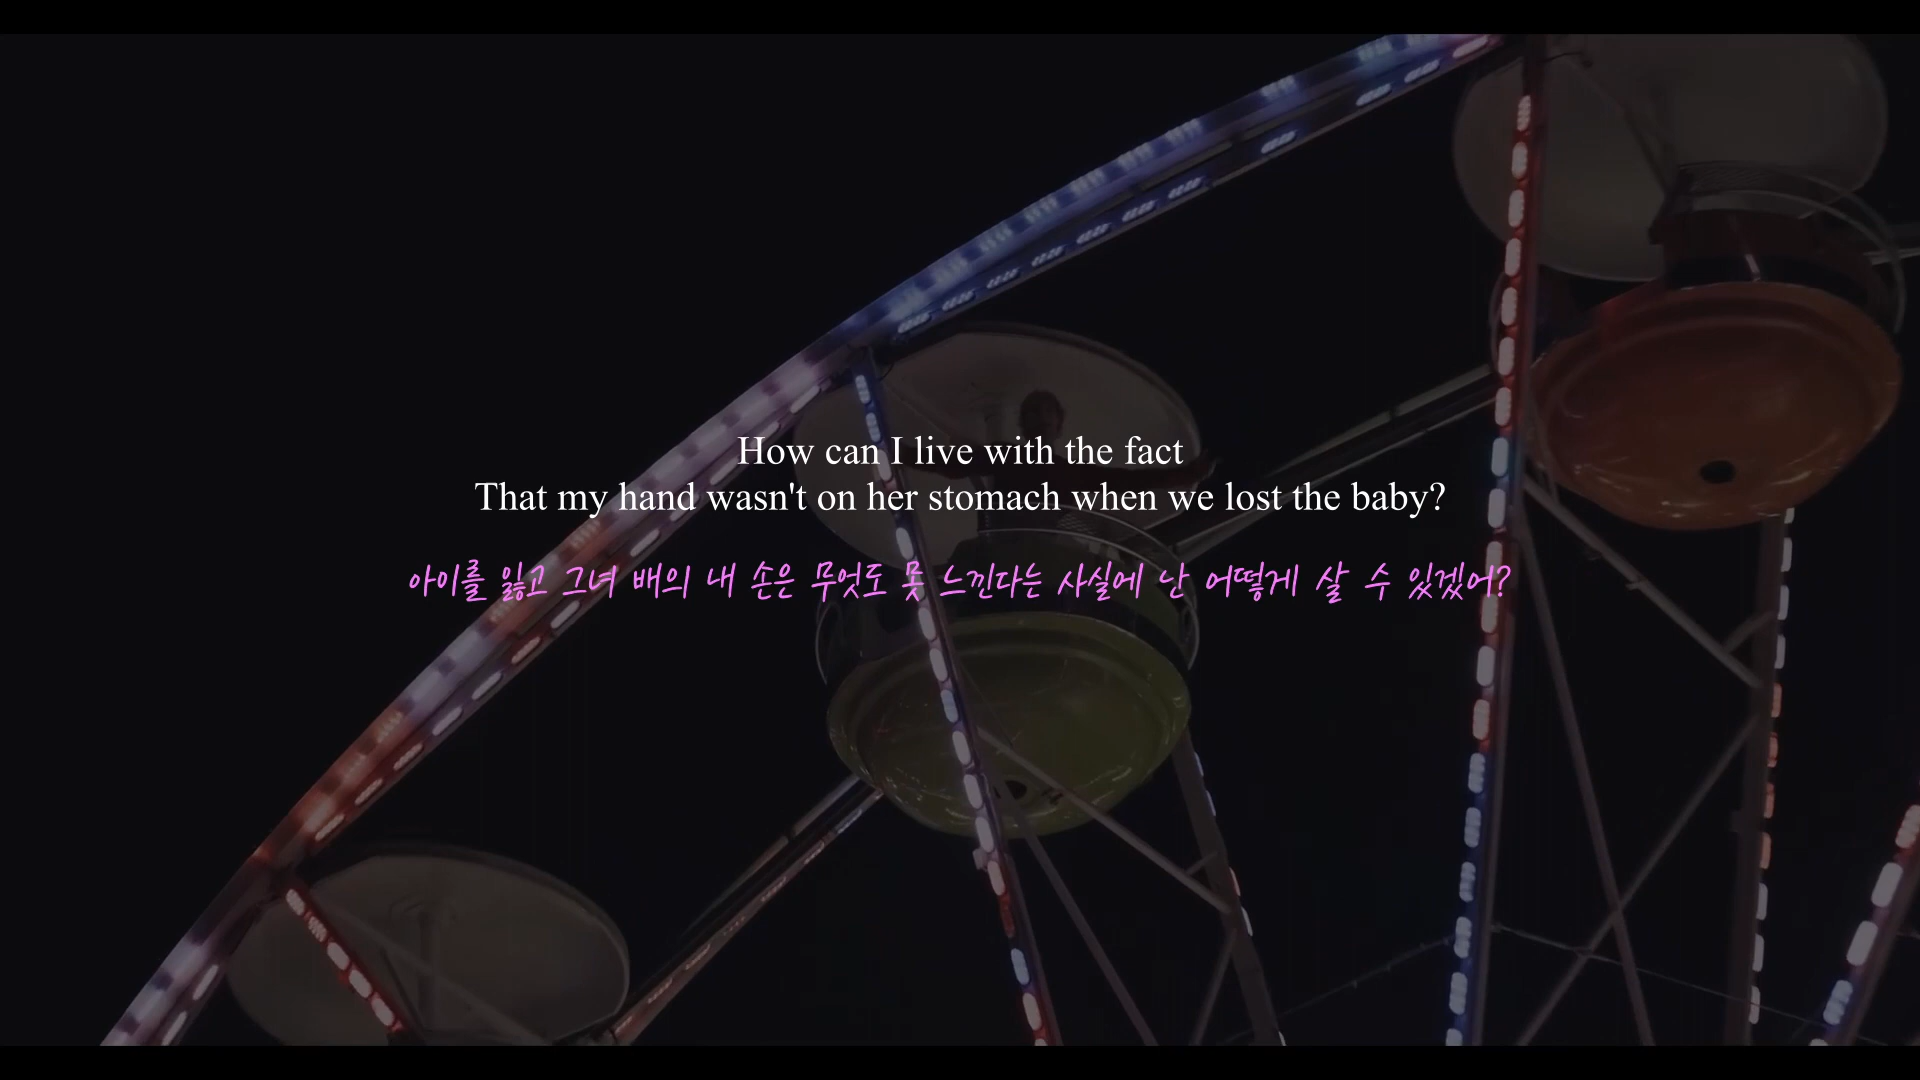 How can I live with the fact
That my hand wasn't on her stomach when we lost the baby?
아이를 잃고 그녀 배의 내 손은 무엇도 못 느낀다는 사실에 난 어떻게 살 수 있겠어?